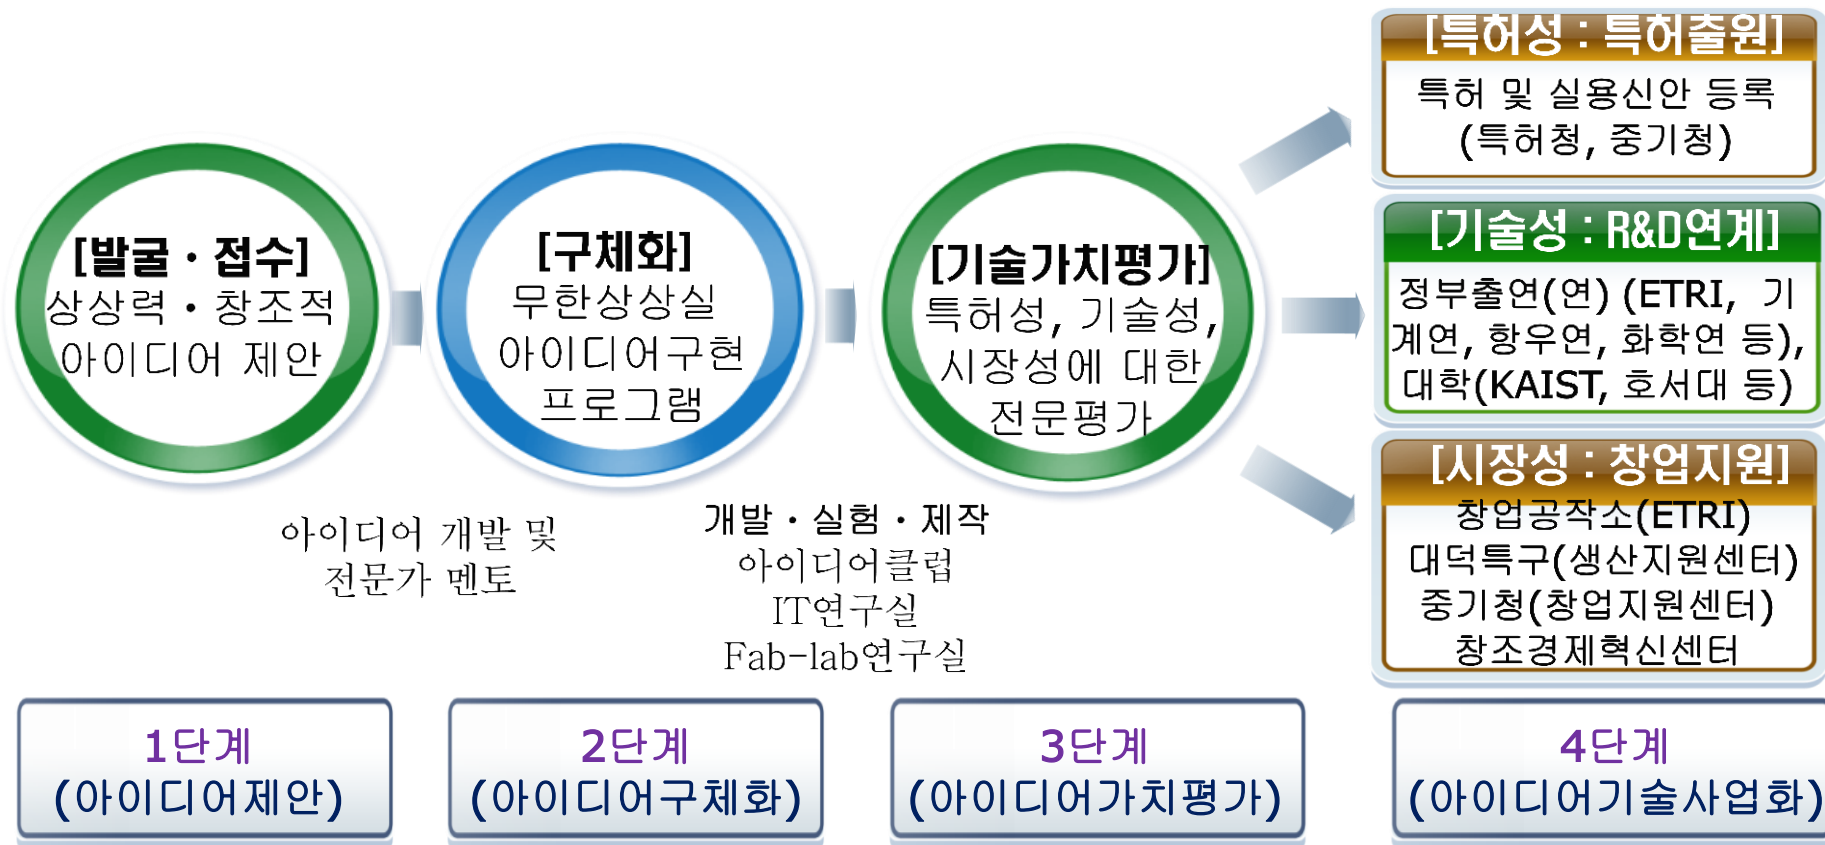 [발굴・접수]
상상력・창조적
아이디어 제안
[구체화]
무한상상실
아이디어구현
프로그램
[기술가치평가]
특허성, 기술성,
시장성에 대한
전문평가
[특허성 : 특허출원]
특허 및 실용신안 등록
(특허청, 중기청)
[기술성 : R&D연계]
정부출연(연) (ETRI, 기
계연, 항우연, 화학연 등),
대학(KAIST, 호서대 등)
[시장성 : 창업지원]
창업공작소(ETRI)
대덕특구(생산지원센터)
중기청(창업지원센터)
창조경제혁신센터
아이디어 개발 및
전문가 멘토
개발・실험・제작
아이디어클럽
IT연구실
Fab-lab연구실
1단계
(아이디어제안)
2단계
(아이디어구체화)
3단계
(아이디어가치평가)
4단계
(아이디어기술사업화)